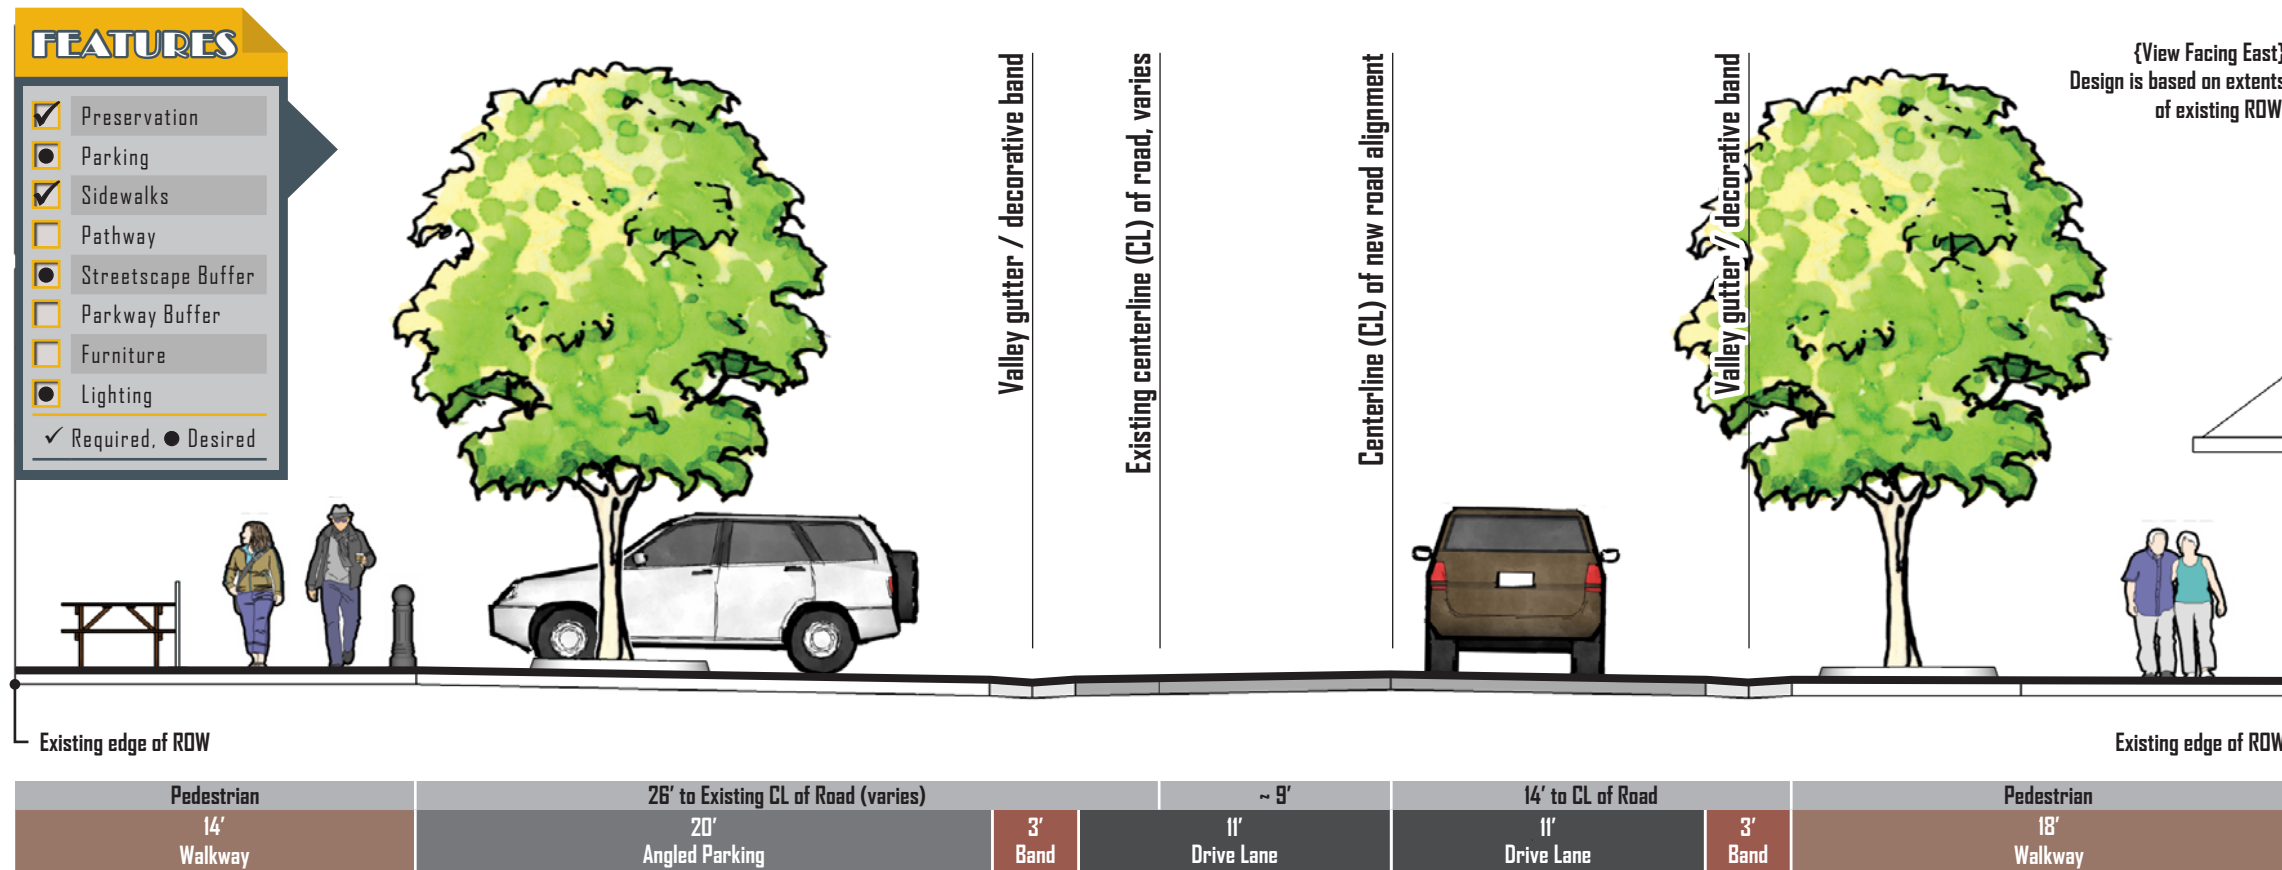 FEATURES
Preservation
Parking
Sidewalks
Pathway
Streetscape Buffer
Parkway Buffer
Furniture
Lighting
✓ Required, ● Desired
Valley gutter / decorative band
Existing centerline (CL) of road, varies
Centerline (CL) of new road alignment
Valley gutter / decorative band
{View Facing East}
Design is based on extents
of existing ROW
Existing edge of ROW
Existing edge of ROW
Pedestrian
26' to Existing CL of Road (varies)
~ 9'
14' to CL of Road
Pedestrian
14'
Walkway
20'
Angled Parking
3'
Band
11'
Drive Lane
11'
Drive Lane
3'
Band
18'
Walkway